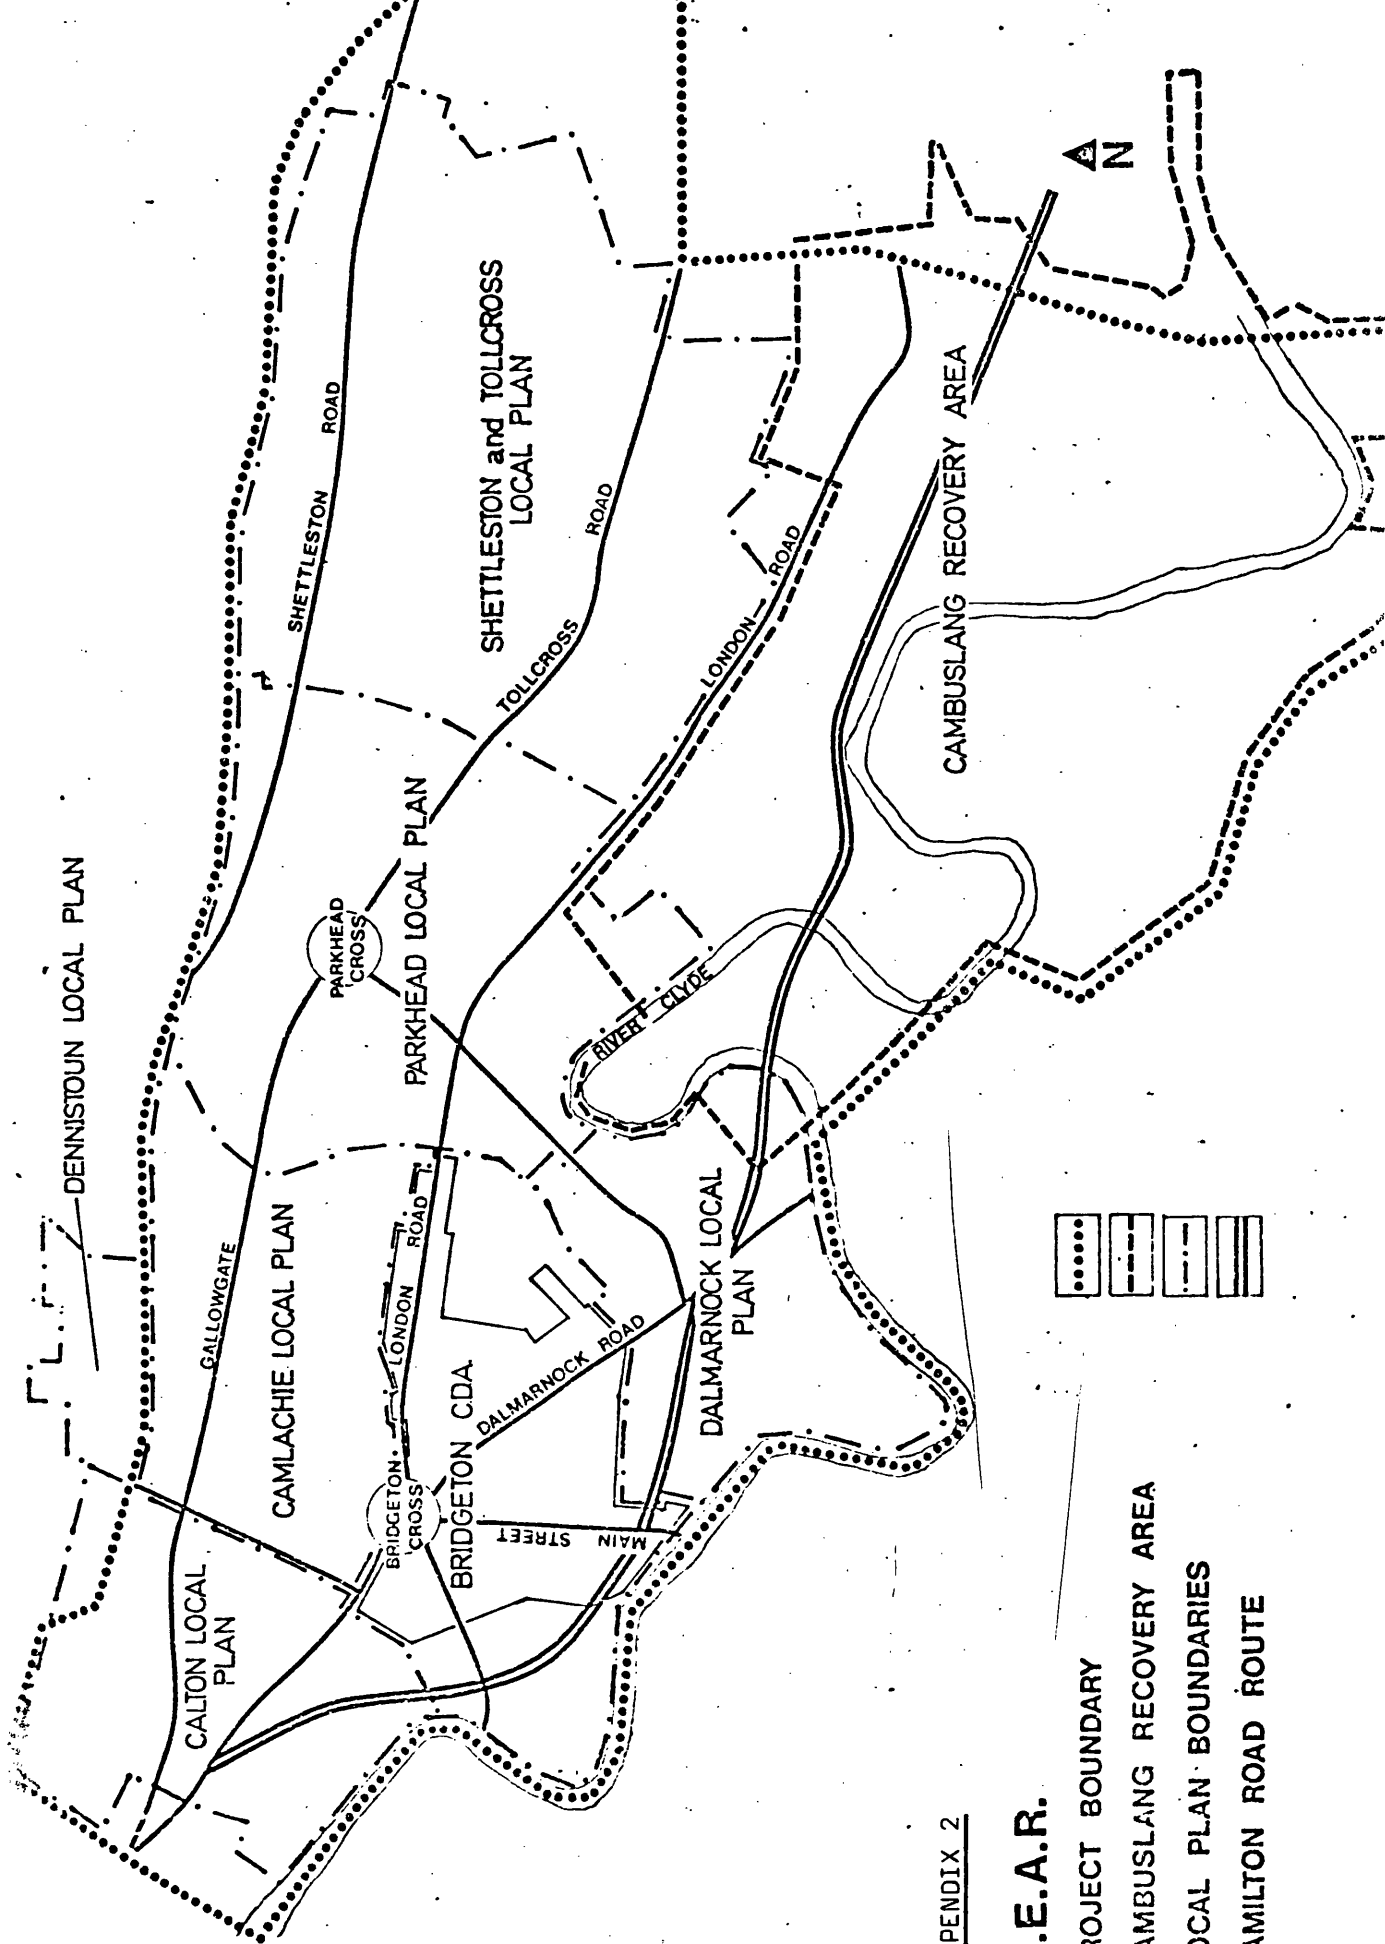 DENNISTOUN LOCAL PLAN
SHETTLESTON ROAD
SHETTLESTON and TOLLCROSS
LOCAL PLAN
TOLLCROSS ROAD
PARKHEAD
CROSS
PARKHEAD LOCAL PLAN
GALLOWGATE
CAMLACHIE LOCAL PLAN
CALTON LOCAL
PLAN
LONDON ROAD
LONDON ROAD
BRIDGETON
CROSS
BRIDGETON C.D.A.
DALMARNOCK ROAD
MAIN STREET
DALMARNOCK LOCAL
PLAN
RIVER CLYDE
CAMBUSLANG RECOVERY AREA
N
PENDIX 2
.E.A.R.
ROJECT BOUNDARY
AMBUSLANG RECOVERY AREA
OCAL PLAN BOUNDARIES
AMILTON ROAD ROUTE